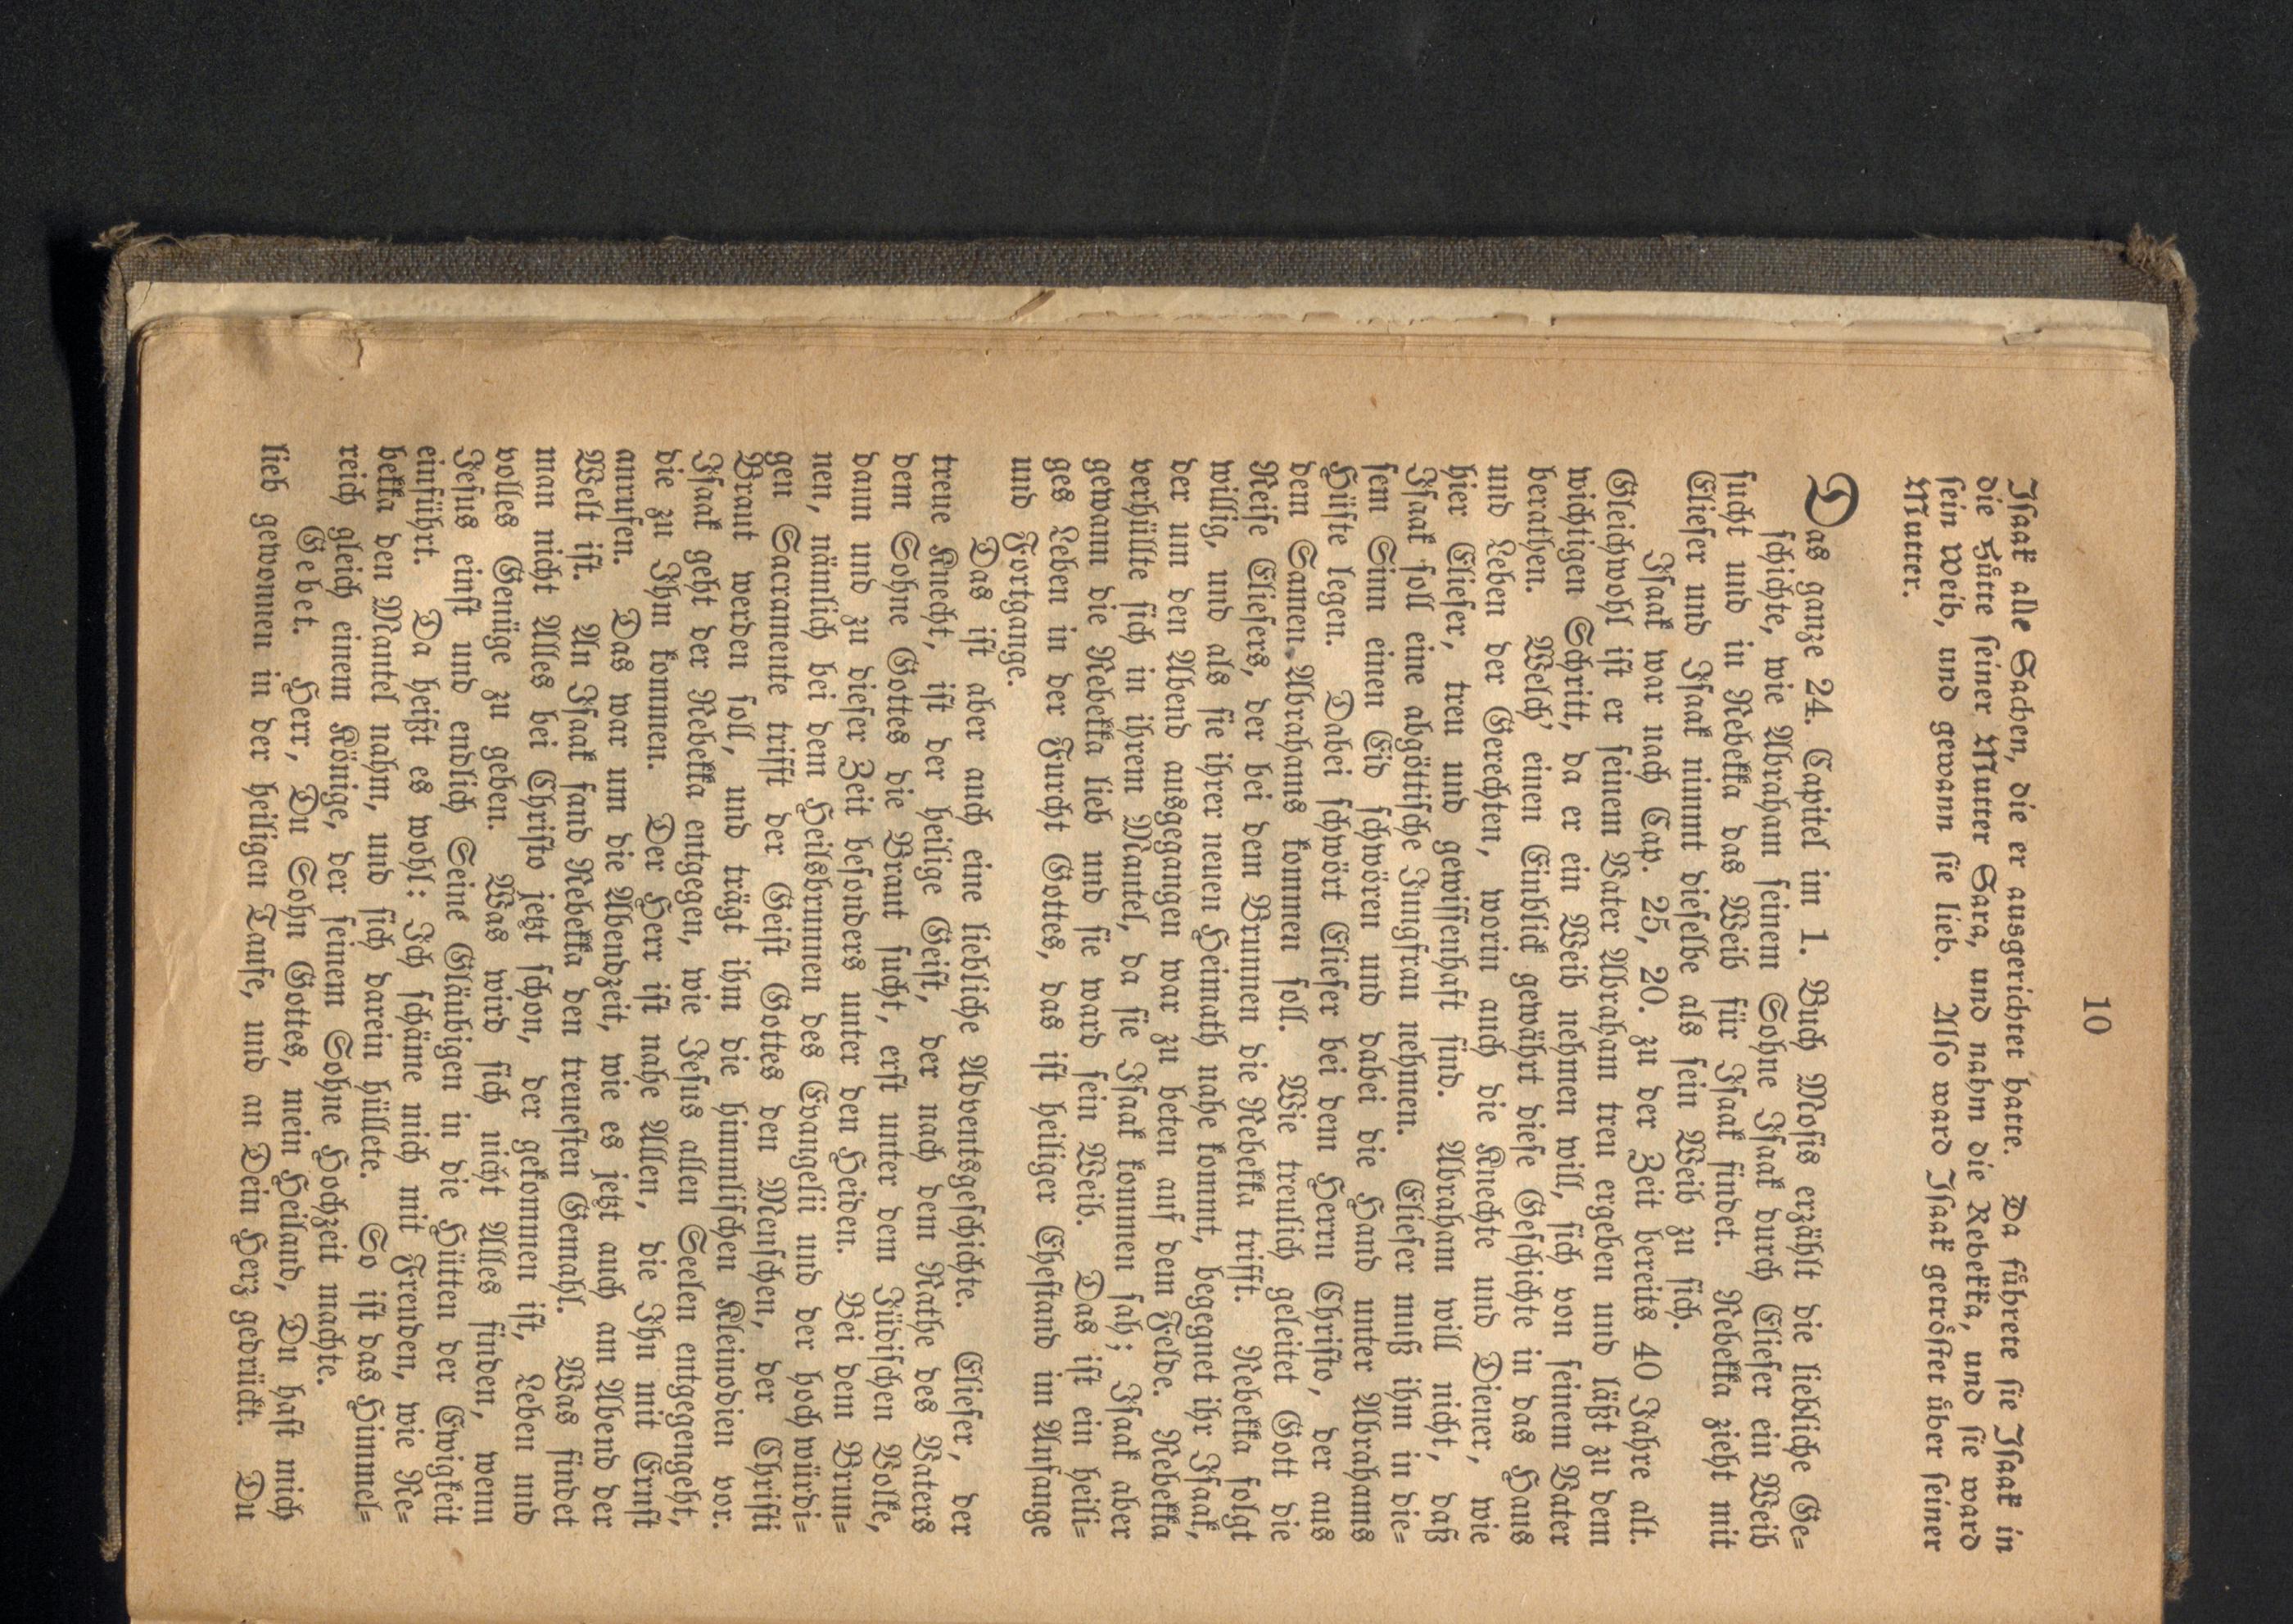 10
Isaak alle Sachen, die er ausgerichtet hatte. Da fuͤhrete sie Isaak in
die Huͤtte seiner Mutter Sara, und nahm die Rebekka, und sie ward
sein Weib, und gewann sie lieb. Also ward Isaak getroͤstet uͤber seiner
Mutter.
Das ganze 24. Capitel im 1. Buch Mosis erzählt die liebliche Ge-
schichte, wie Abraham seinem Sohne Isaak durch Elieser ein Weib
sucht und in Rebekka das Weib für Isaak findet. Rebekka zieht mit
Elieser und Isaak nimmt dieselbe als sein Weib zu sich.
Isaak war nach Cap. 25, 20. zu der Zeit bereits 40 Jahre alt.
Gleichwohl ist er seinem Vater Abraham treu ergeben und läßt zu dem
wichtigen Schritt, da er ein Weib nehmen will, sich von seinem Vater
berathen. Welch' einen Einblick gewährt diese Geschichte in das Haus
und Leben der Gerechten, worin auch die Knechte und Diener, wie
hier Elieser, treu und gewissenhaft sind. Abraham will nicht, daß
Isaak soll eine abgöttische Jungfrau nehmen. Elieser muß ihm in die-
sem Sinn einen Eid schwören und dabei die Hand unter Abrahams
Hüfte legen. Dabei schwört Elieser bei dem Herrn Christo, der aus
dem Samen Abrahams kommen soll. Wie treulich geleitet Gott die
Reise Eliesers, der bei dem Brunnen die Rebekka trifft. Rebekka folgt
willig, und als sie ihrer neuen Heimath nahe kommt, begegnet ihr Isaak,
der um den Abend ausgegangen war zu beten auf dem Felde. Rebekka
verhüllte sich in ihrem Mantel, da sie Isaak kommen sah; Isaak aber
gewann die Rebekka lieb und sie ward sein Weib. Das ist ein heili-
ges Leben in der Furcht Gottes, das ist heiliger Ehestand im Anfange
und Fortgange.
Das ist aber auch eine liebliche Adventsgeschichte. Elieser, der
treue Knecht, ist der heilige Geist, der nach dem Rathe des Vaters
dem Sohne Gottes die Braut sucht, erst unter dem Jüdischen Volke,
dann und zu dieser Zeit besonders unter den Heiden. Bei dem Brun-
nen, nämlich bei dem Heilsbrunnen des Evangelii und der hochwürdi-
gen Sacramente trifft der Geist Gottes den Menschen, der Christi
Braut werden soll, und trägt ihm die himmlischen Kleinodien vor.
Isaak geht der Rebekka entgegen, wie Jesus allen Seelen entgegengeht,
die zu Ihm kommen. Der Herr ist nahe Allen, die Ihn mit Ernst
anrufen. Das war um die Abendzeit, wie es jetzt auch am Abend der
Welt ist. An Isaak fand Rebekka den treuesten Gemahl. Was findet
man nicht Alles bei Christo jetzt schon, der gekommen ist, Leben und
volles Genüge zu geben. Was wird sich nicht Alles finden, wenn
Jesus einst und endlich Seine Gläubigen in die Hütten der Ewigkeit
einführt. Da heißt es wohl: Ich schäme mich mit Freuden, wie Re-
bekka den Mantel nahm, und sich darein hüllete. So ist das Himmel-
reich gleich einem Könige, der seinem Sohne Hochzeit machte.
Gebet. Herr, Du Sohn Gottes, mein Heiland, Du hast mich
lieb gewonnen in der heiligen Taufe, und an Dein Herz gedrückt. Du